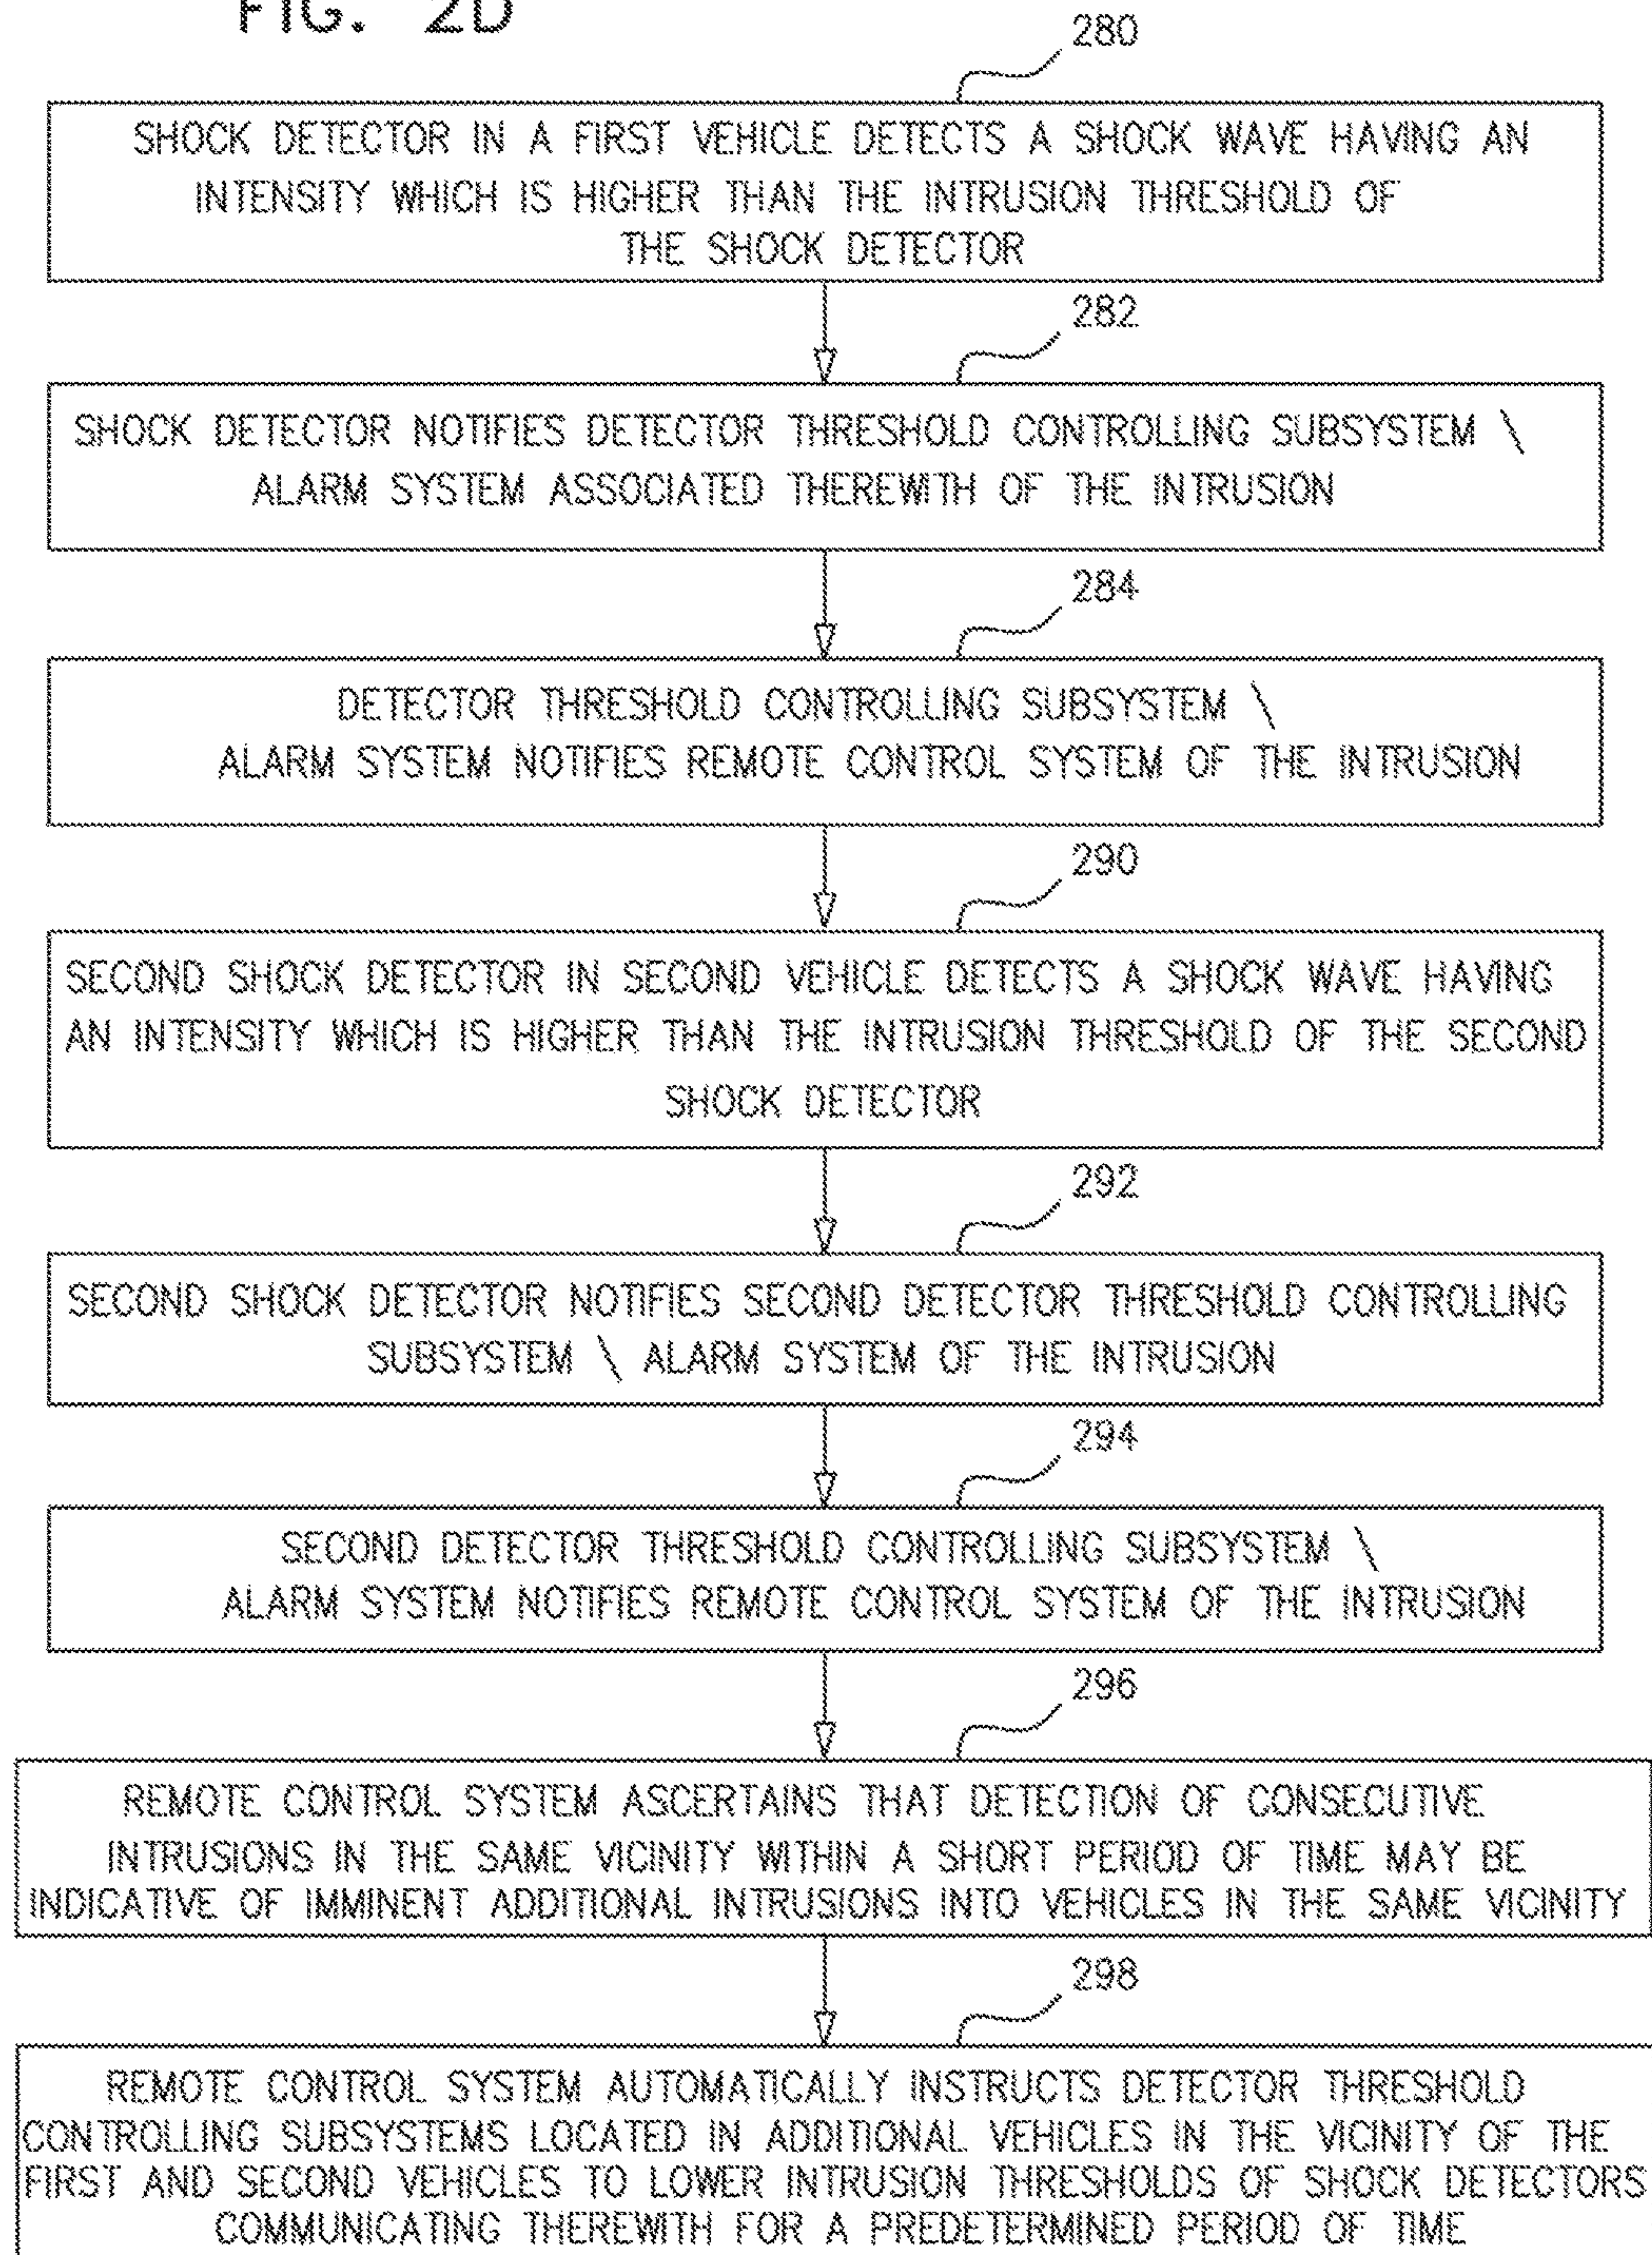 FIG. 2D
280
SHOCK DETECTOR IN A FIRST VEHICLE DETECTS A SHOCK WAVE HAVING AN
INTENSITY WHICH IS HIGHER THAN THE INTRUSION THRESHOLD OF
THE SHOCK DETECTOR
282
SHOCK DETECTOR NOTIFIES DETECTOR THRESHOLD CONTROLLING SUBSYSTEM \
ALARM SYSTEM ASSOCIATED THEREWITH OF THE INTRUSION
284
DETECTOR THRESHOLD CONTROLLING SUBSYSTEM \
ALARM SYSTEM NOTIFIES REMOTE CONTROL SYSTEM OF THE INTRUSION
290
SECOND SHOCK DETECTOR IN SECOND VEHICLE DETECTS A SHOCK WAVE HAVING
AN INTENSITY WHICH IS HIGHER THAN THE INTRUSION THRESHOLD OF THE SECOND
SHOCK DETECTOR
292
SECOND SHOCK DETECTOR NOTIFIES SECOND DETECTOR THRESHOLD CONTROLLING
SUBSYSTEM \ ALARM SYSTEM OF THE INTRUSION
294
SECOND DETECTOR THRESHOLD CONTROLLING SUBSYSTEM \
ALARM SYSTEM NOTIFIES REMOTE CONTROL SYSTEM OF THE INTRUSION
296
REMOTE CONTROL SYSTEM ASCERTAINS THAT DETECTION OF CONSECUTIVE
INTRUSIONS IN THE SAME VICINITY WITHIN A SHORT PERIOD OF TIME MAY BE
INDICATIVE OF IMMINENT ADDITIONAL INTRUSIONS INTO VEHICLES IN THE SAME VICINITY
298
REMOTE CONTROL SYSTEM AUTOMATICALLY INSTRUCTS DETECTOR THRESHOLD
CONTROLLING SUBSYSTEMS LOCATED IN ADDITIONAL VEHICLES IN THE VICINITY OF THE
FIRST AND SECOND VEHICLES TO LOWER INTRUSION THRESHOLDS OF SHOCK DETECTORS
COMMUNICATING THEREWITH FOR A PREDETERMINED PERIOD OF TIME